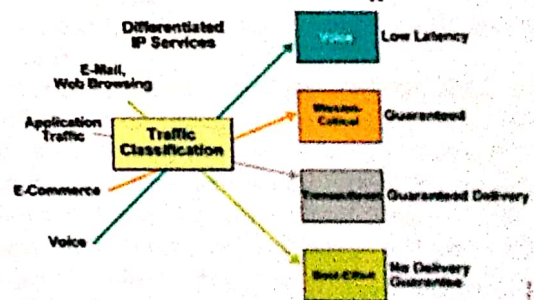 Differentiated
IP Services
E-Mail,
Web Browsing
Application
Traffic
E-Commerce
Voice
Traffic
Classification
Voice
Low Latency
Mission-
Critical
Guaranteed
Transactional
Guaranteed Delivery
Best-Effort
No Delivery
Guarantee